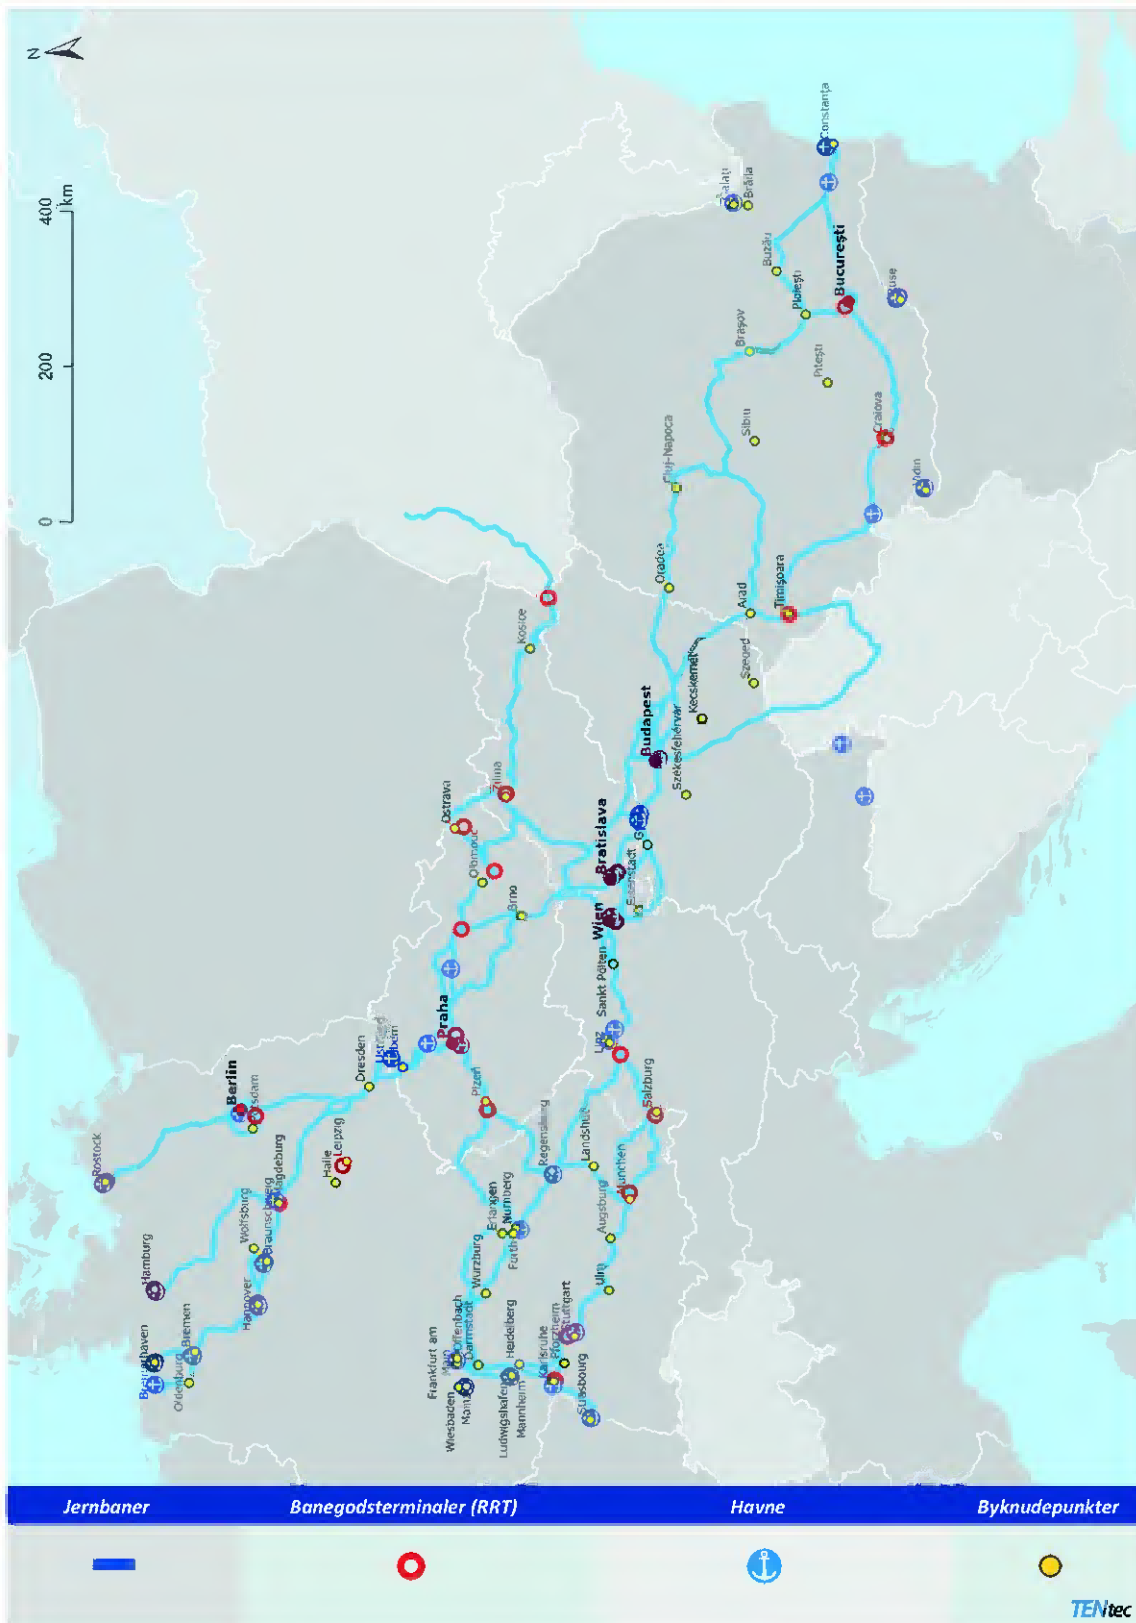 N
0 200 400
km
Rostock
Hamburg
Bremerhaven
Bremen
Oldenburg
Hannover
Braunschweig
Wolfsburg
Magdeburg
Berlin
Potsdam
Halle
Leipzig
Dresden
Praha
Plzeň
Ostrava
Olomouc
Brno
Žilina
Košice
Frankfurt am
Main
Offenbach
Darmstadt
Wiesbaden
Mainz
Würzburg
Erlangen
Nürnberg
Fürth
Regensburg
Heidelberg
Ludwigshafen
Mannheim
Karlsruhe
Pforzheim
Stuttgart
Strasbourg
Ulm
Augsburg
München
Landshut
Salzburg
Linz
Sankt Pölten
Wien
Eisenstadt
Bratislava
Budapest
Székesfehérvár
Kecskemét
Szeged
Oradea
Cluj-Napoca
Arad
Timișoara
Sibiu
Brașov
Pitești
Ploiești
Buzău
București
Craiova
Vidin
Ruse
Galați
Brăila
Constanța
Jernbaner
Banegodsterminaler (RRT)
Havne
Byknudepunkter
TENtec